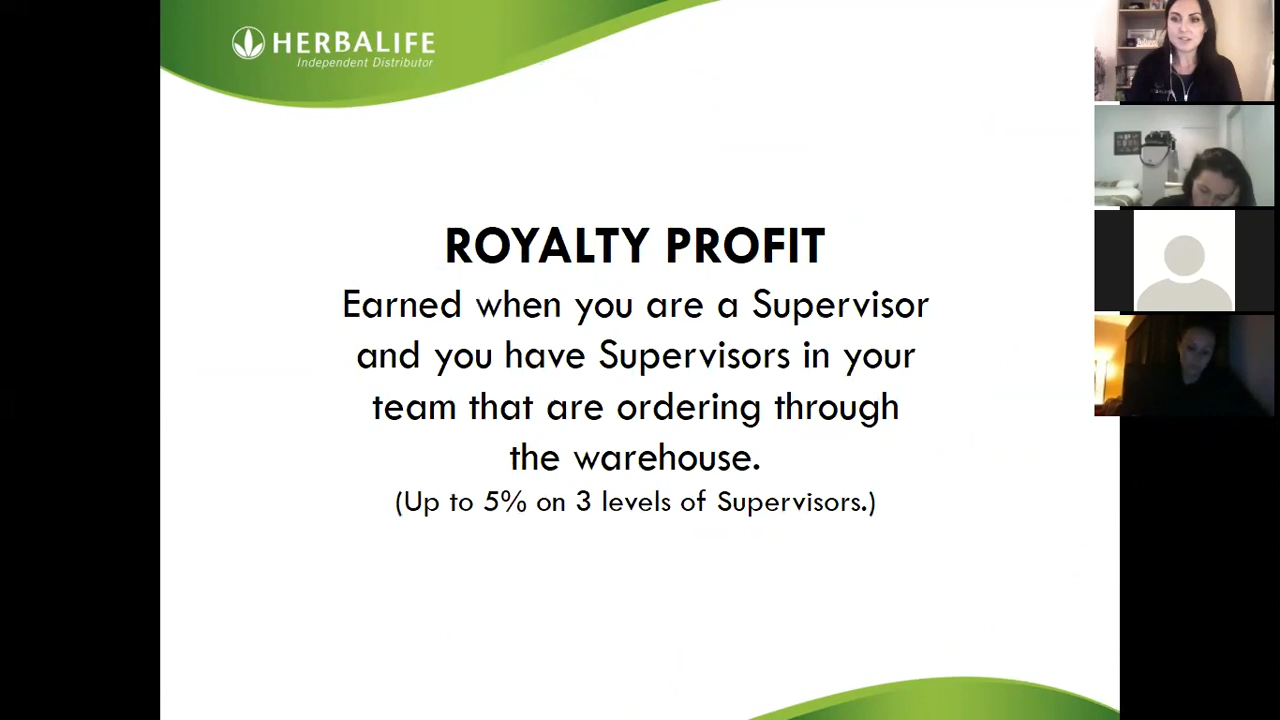 HERBALIFE
Independent Distributor
ROYALTY PROFIT
Earned when you are a Supervisor
and you have Supervisors in your
team that are ordering through
the warehouse.
(Up to 5% on 3 levels of Supervisors.)